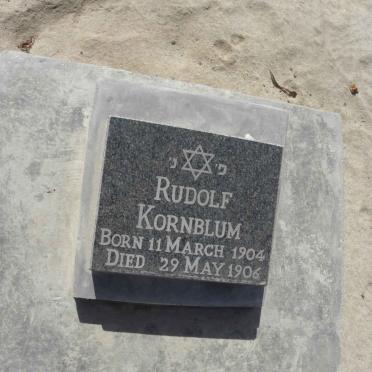 פ׳ נ׳
RUDOLF
KORNBLUM
BORN 11 MARCH 1904
DIED 29 MAY 1906